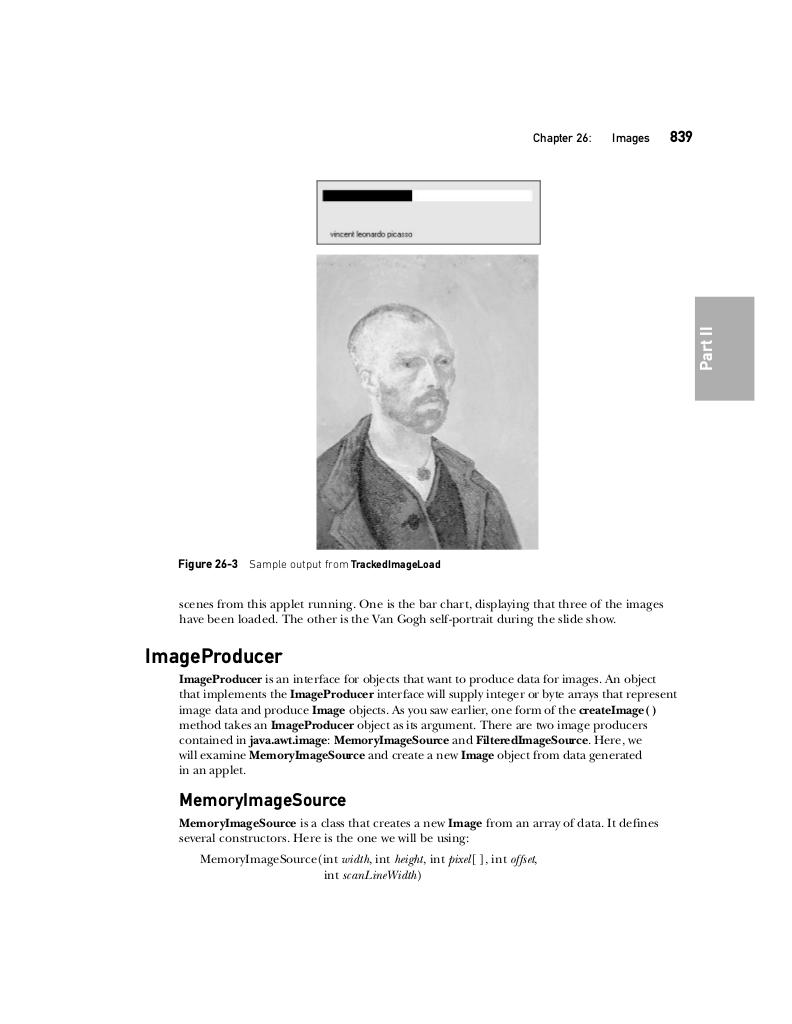 Chapter 26: Images 839
vincent leonardo picasso
Part II
Figure 26-3 Sample output from TrackedImageLoad
scenes from this applet running. One is the bar chart, displaying that three of the images
have been loaded. The other is the Van Gogh self-portrait during the slide show.
ImageProducer
ImageProducer is an interface for objects that want to produce data for images. An object
that implements the ImageProducer interface will supply integer or byte arrays that represent
image data and produce Image objects. As you saw earlier, one form of the createImage( )
method takes an ImageProducer object as its argument. There are two image producers
contained in java.awt.image: MemoryImageSource and FilteredImageSource. Here, we
will examine MemoryImageSource and create a new Image object from data generated
in an applet.
MemoryImageSource
MemoryImageSource is a class that creates a new Image from an array of data. It defines
several constructors. Here is the one we will be using:
MemoryImageSource(int width, int height, int pixel[ ], int offset,
int scanLineWidth)